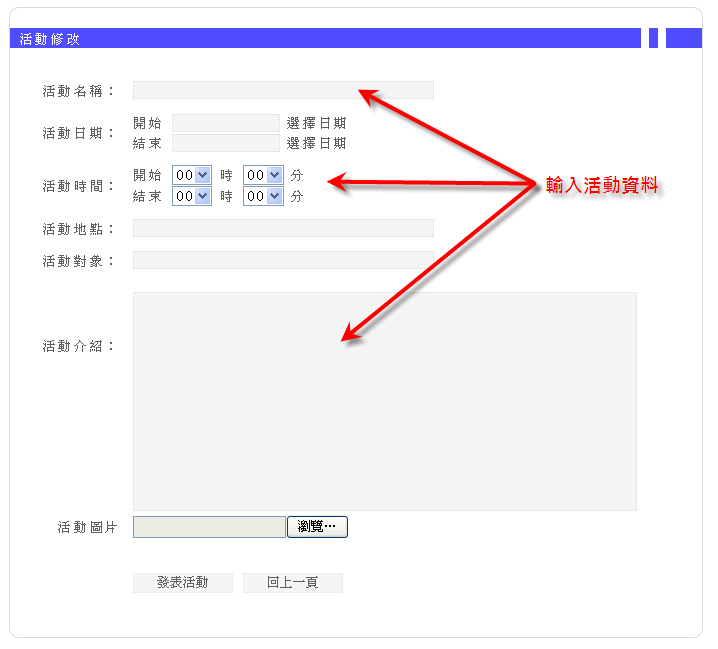 活動修改
活動名稱：
活動日期：
開始 選擇日期
結束 選擇日期
活動時間：
開始 00 時 00 分
結束 00 時 00 分
輸入活動資料
活動地點：
活動對象：
活動介紹：
活動圖片 瀏覽…
發表活動 回上一頁